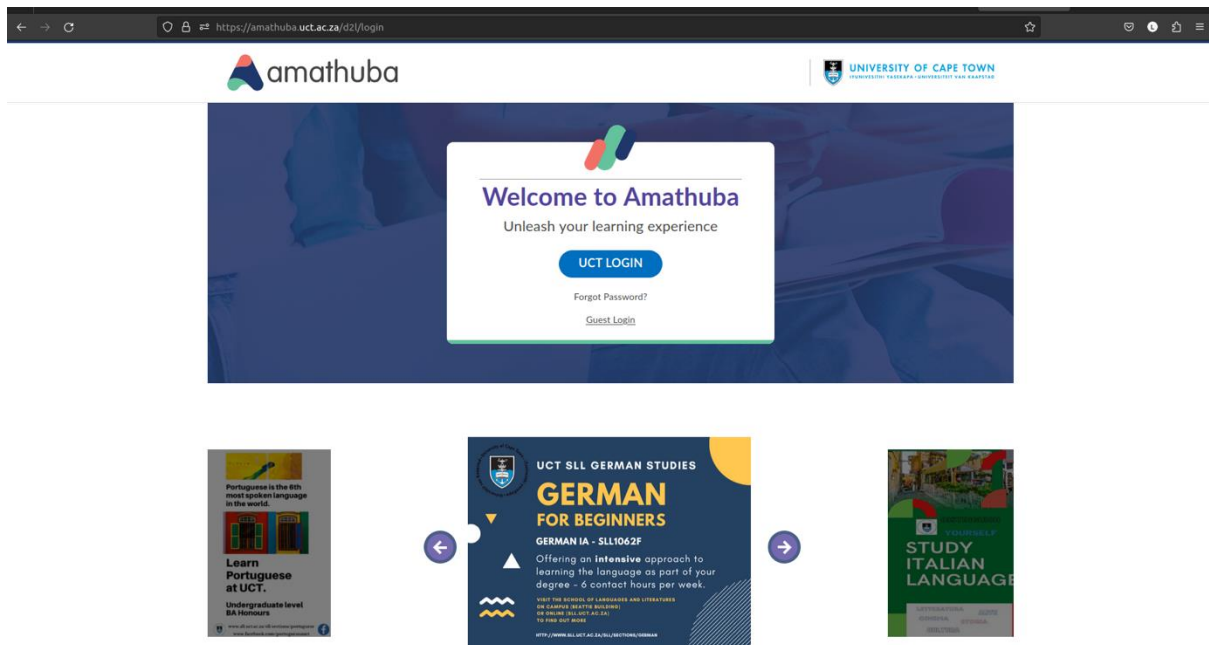 https://amathuba.uct.ac.za/d2l/login
amathuba
UNIVERSITY OF CAPE TOWN
IYUNIVESITHI YASEKAPA • UNIVERSITEIT VAN KAAPSTAD
Welcome to Amathuba
Unleash your learning experience
UCT LOGIN
Forgot Password?
Guest Login
Portuguese is the 6th
most spoken language
in the world.
Learn
Portuguese
at UCT.
Undergraduate level
BA Honours
UCT SLL GERMAN STUDIES
GERMAN
FOR BEGINNERS
GERMAN IA - SLL1062F
Offering an intensive approach to
learning the language as part of your
degree - 6 contact hours per week.
VISIT THE SCHOOL OF LANGUAGES AND LITERATURES
ON CAMPUS (BEATTIE BUILDING)
OR ONLINE (SLL.UCT.AC.ZA)
TO FIND OUT MORE
HTTP://WWW.SLL.UCT.AC.ZA/SLL/SECTIONS/GERMAN
YOURSELF
STUDY
ITALIAN
LANGUAGE